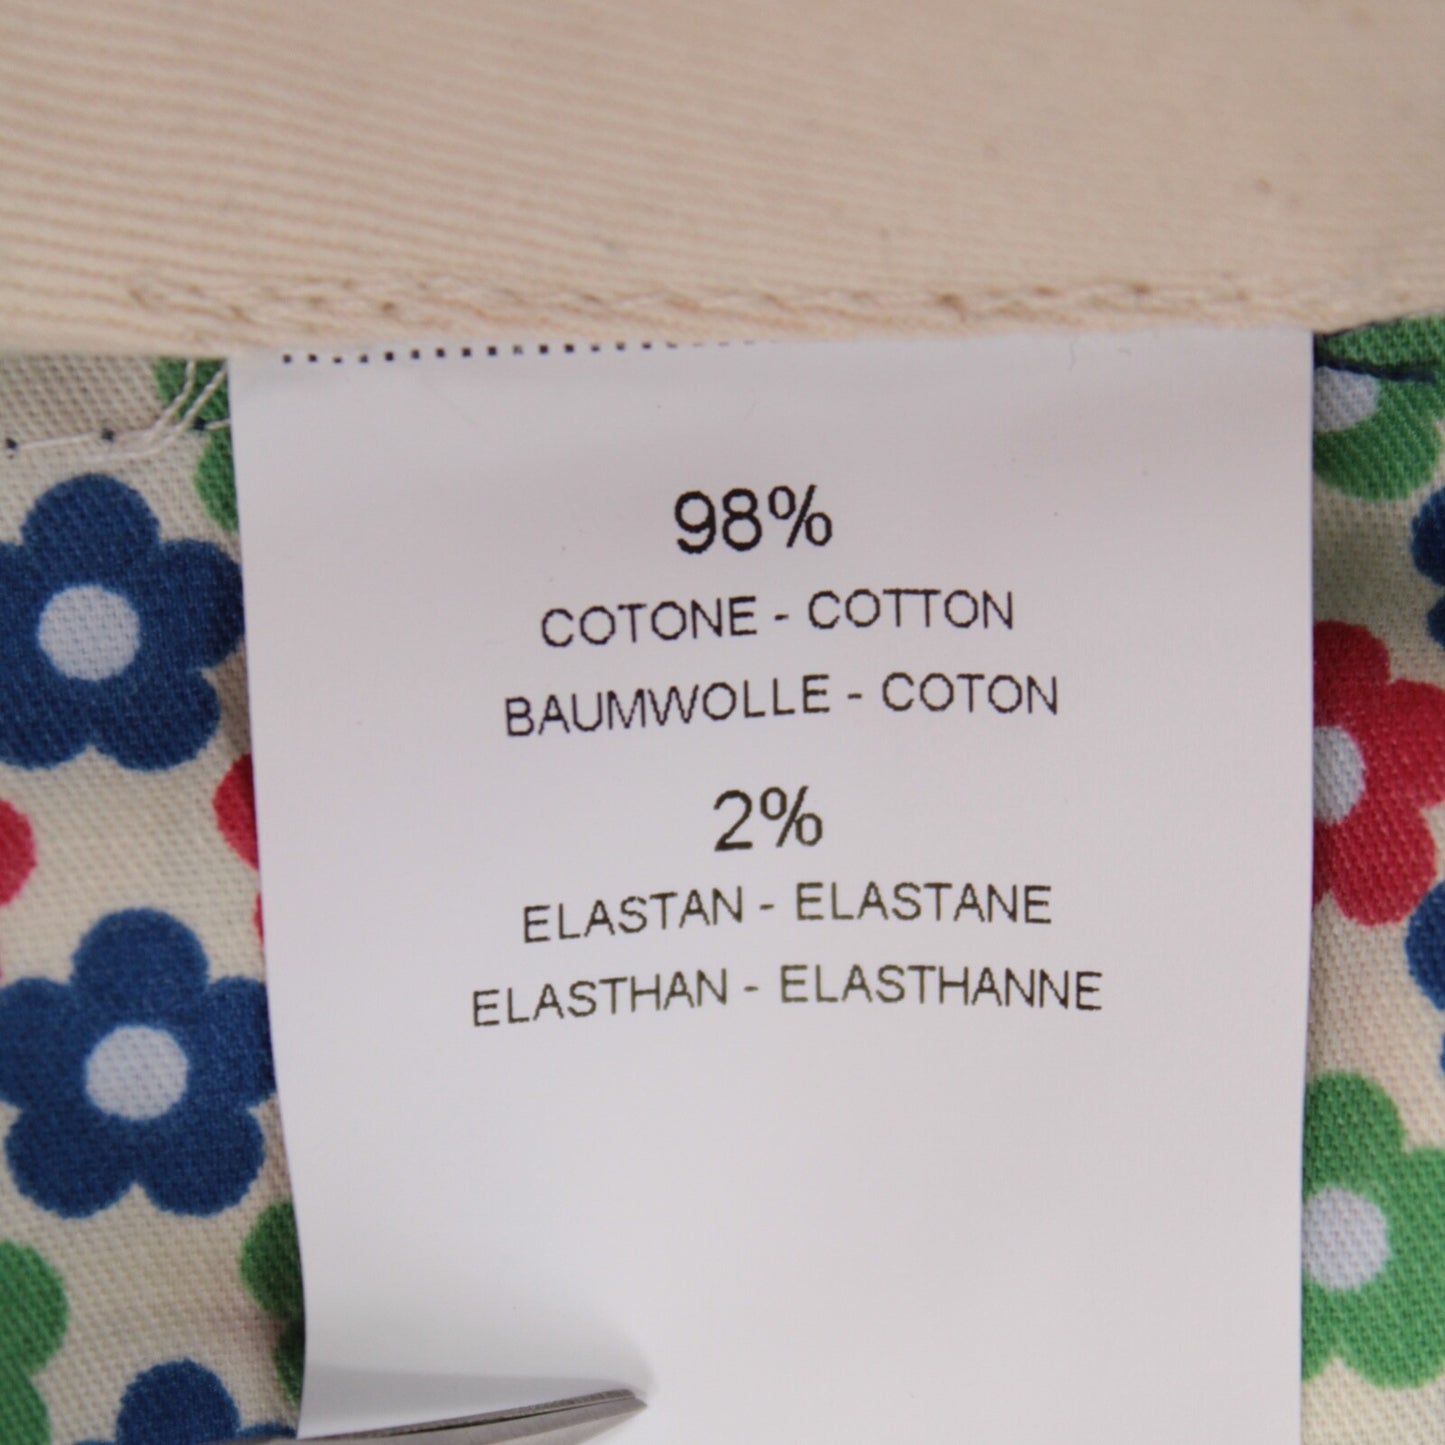 98%
COTONE - COTTON
BAUMWOLLE - COTON
2%
ELASTAN - ELASTANE
ELASTHAN - ELASTHANNE